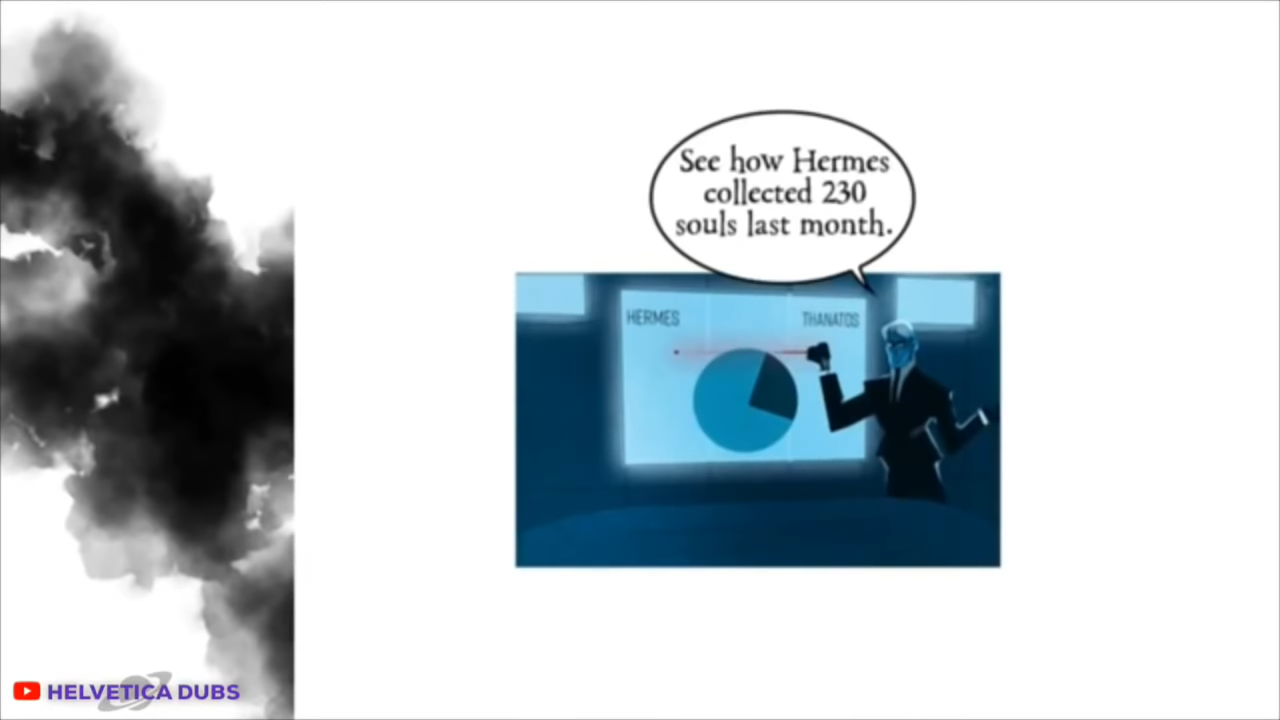 See how Hermes
collected 230
souls last month.
HERMES
THANATOS
HELVETICA DUBS